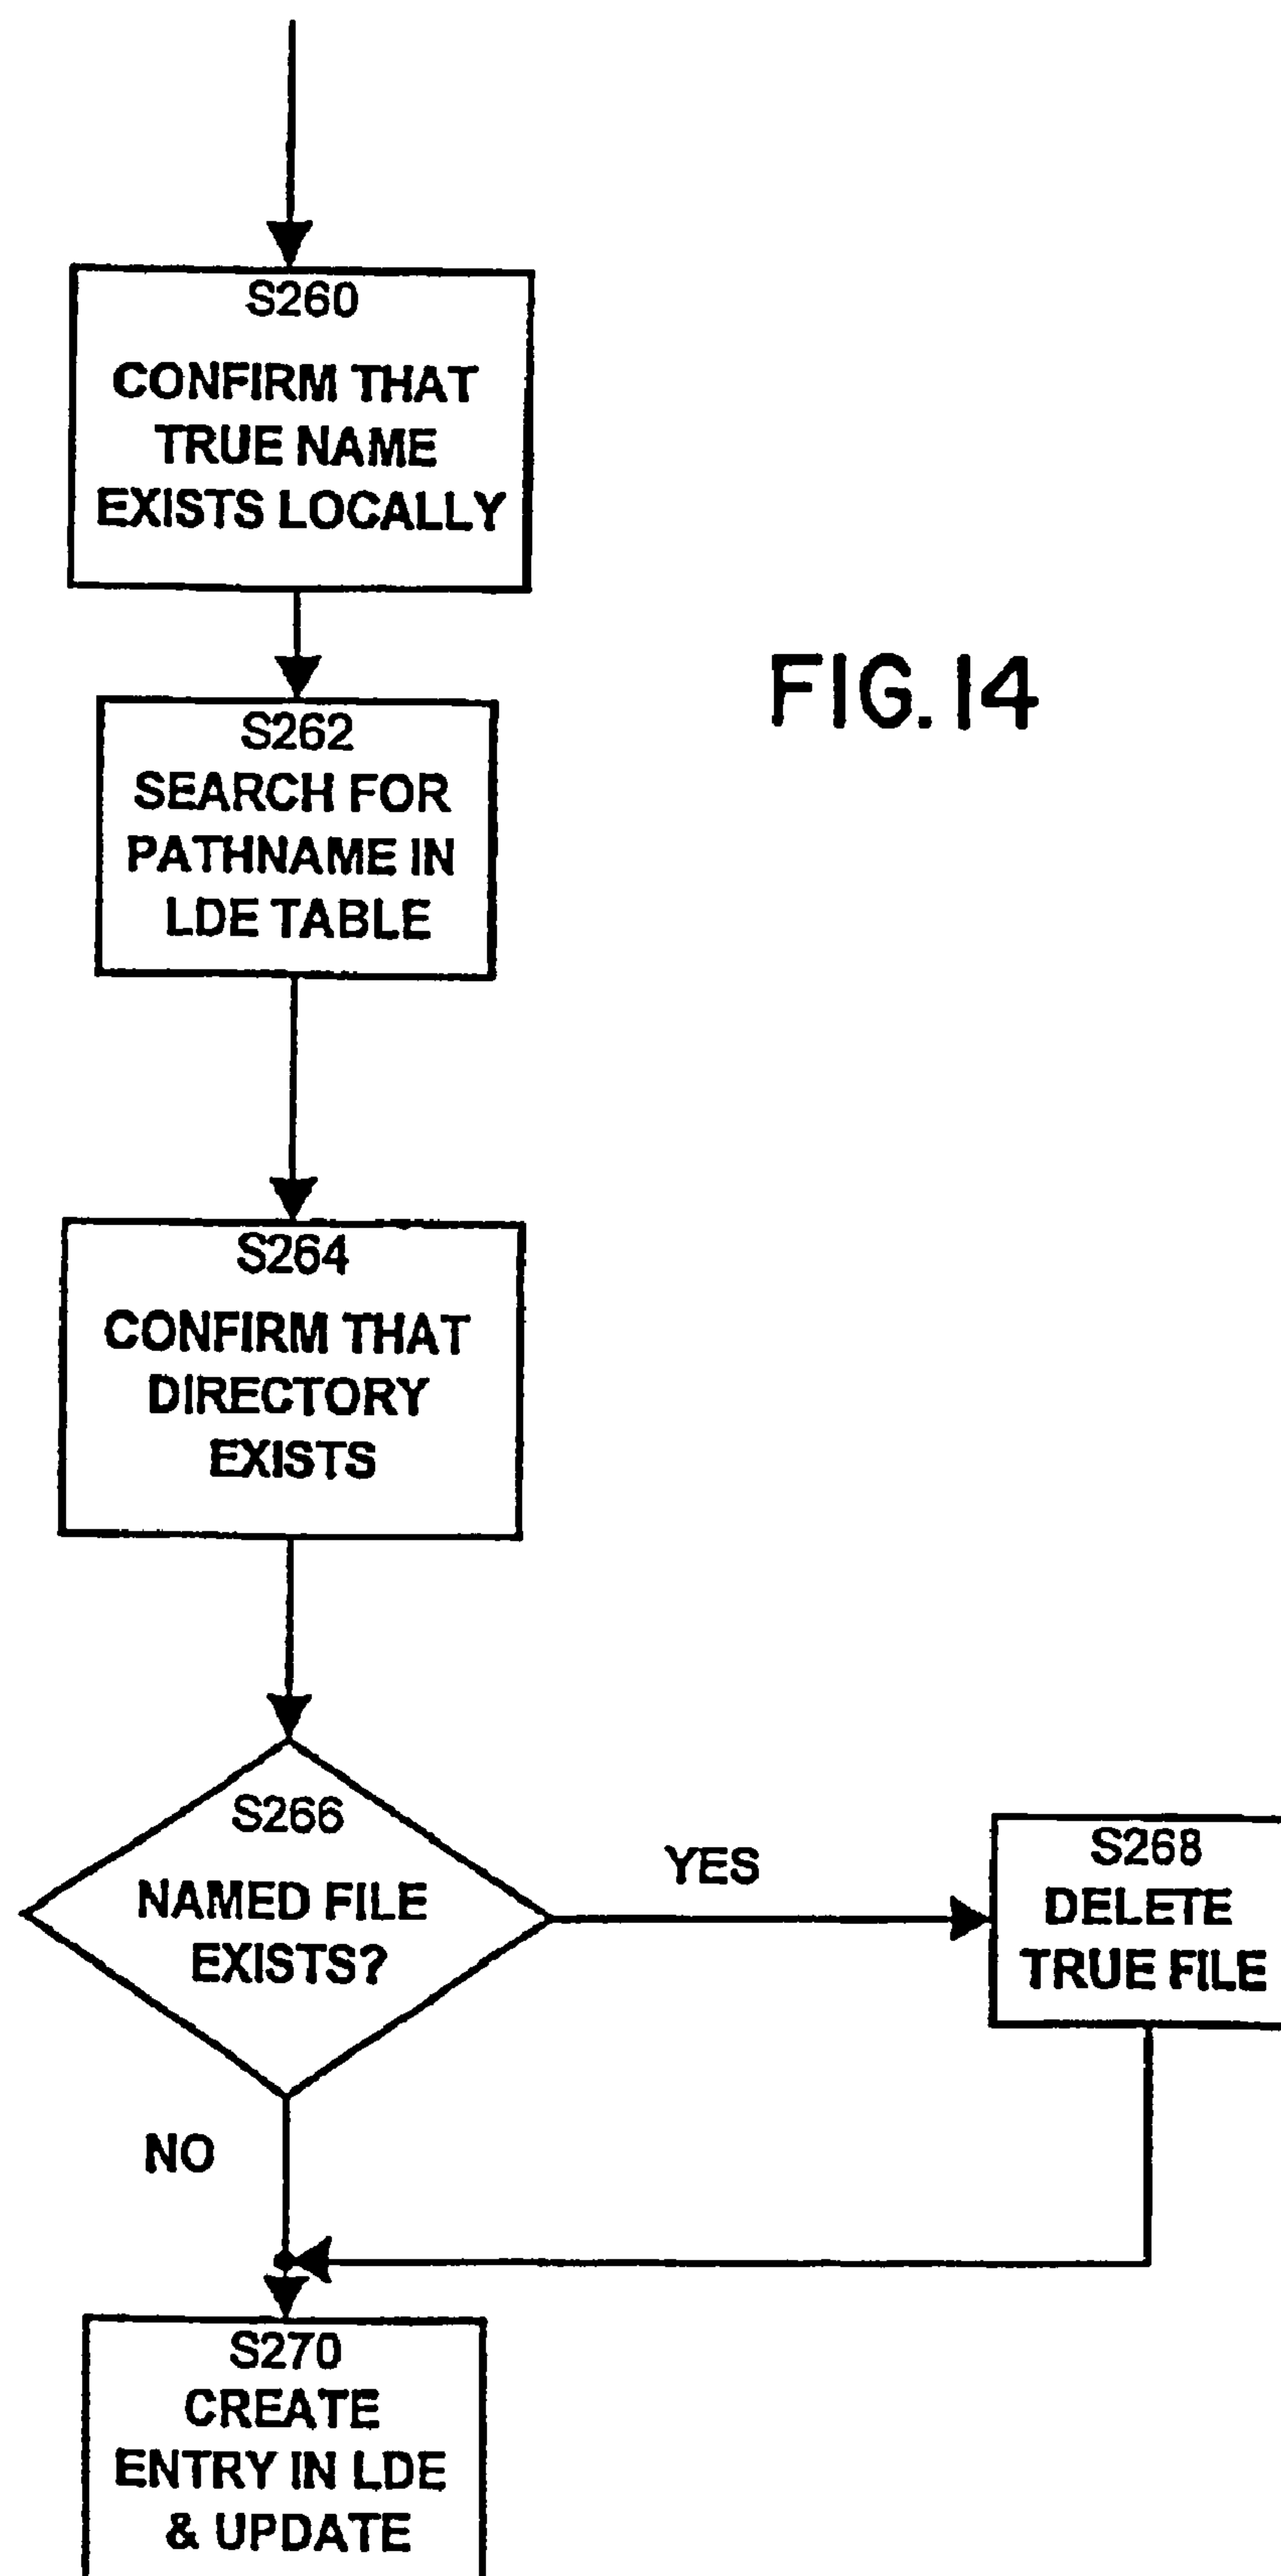 S260
CONFIRM THAT
TRUE NAME
EXISTS LOCALLY
FIG. 14
S262
SEARCH FOR
PATHNAME IN
LDE TABLE
S264
CONFIRM THAT
DIRECTORY
EXISTS
S266
NAMED FILE
EXISTS?
YES
S268
DELETE
TRUE FILE
NO
S270
CREATE
ENTRY IN LDE
& UPDATE